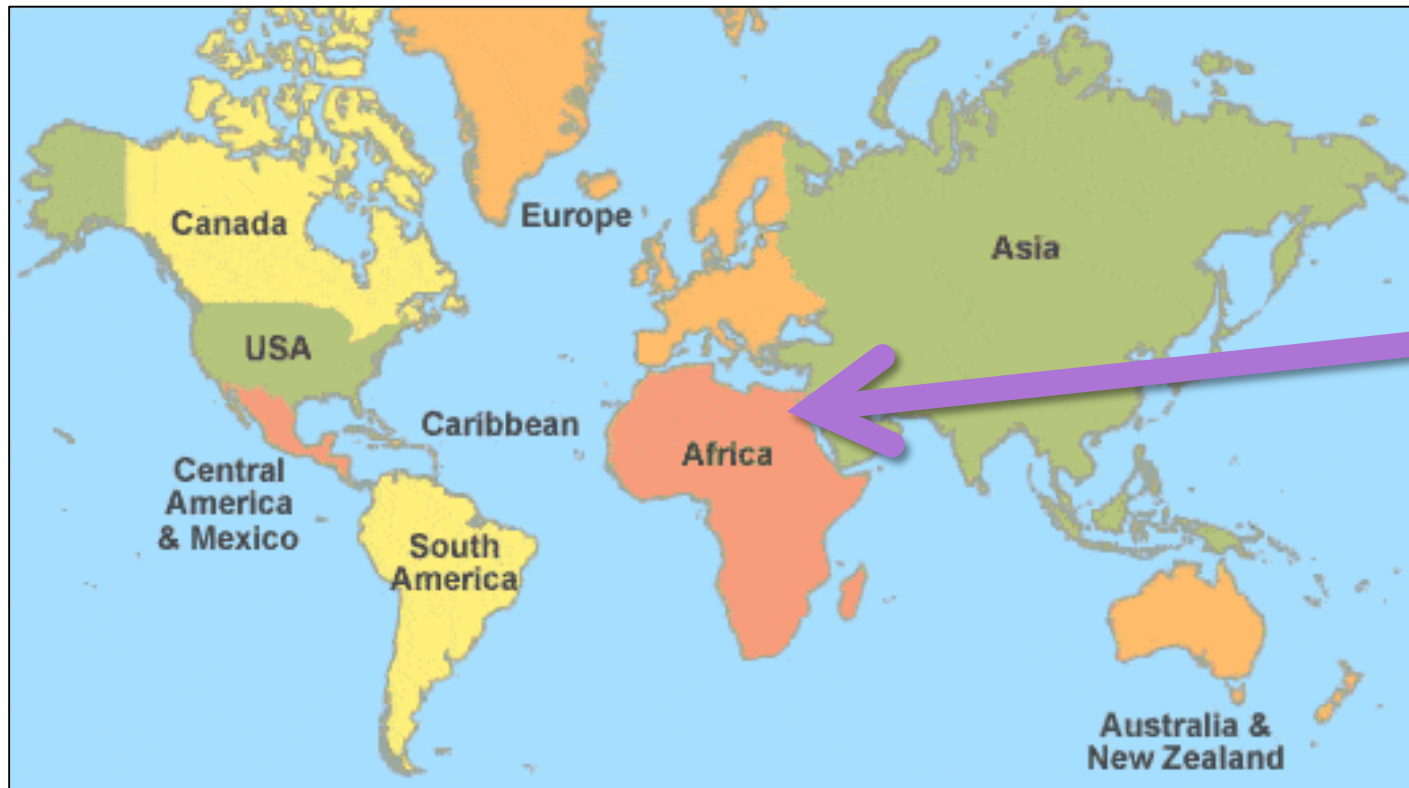 Canada
Europe
Asia
USA
Caribbean
Africa
Central
America
& Mexico
South
America
Australia &
New Zealand